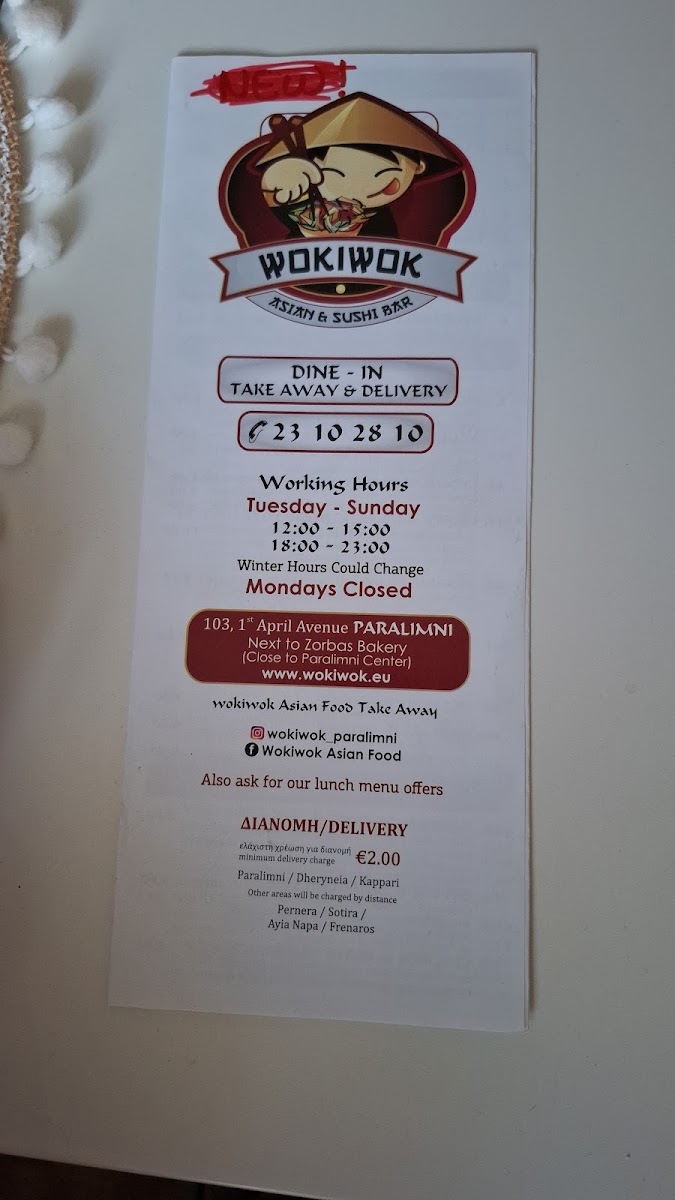 NEW!
WOKIWOK
ASIAN & SUSHI BAR
DINE - IN
TAKE AWAY & DELIVERY
23 10 28 10
Working Hours
Tuesday - Sunday
12:00 - 15:00
18:00 - 23:00
Winter Hours Could Change
Mondays Closed
103, 1st April Avenue PARALIMNI
Next to Zorbas Bakery
(Close to Paralimni Center)
www.wokiwok.eu
wokiwok Asian Food Take Away
wokiwok_paralimni
Wokiwok Asian Food
Also ask for our lunch menu offers
ΔΙΑΝΟΜΗ/DELIVERY
ελάχιστη χρέωση για διανομή
minimum delivery charge €2.00
Paralimni / Dheryneia / Kappari
Other areas will be charged by distance
Pernera / Sotira /
Ayia Napa / Frenaros